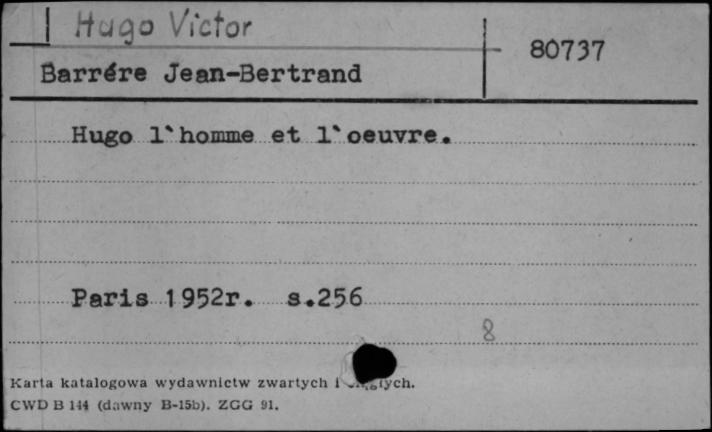 Hugo Victor
80737
Barrére Jean-Bertrand
Hugo l`homme et l`oeuvre.
Paris 1952r. s.256
8
Karta katalogowa wydawnictw zwartych i
CWD B 144 (dawny B-15b). ZGG 91.